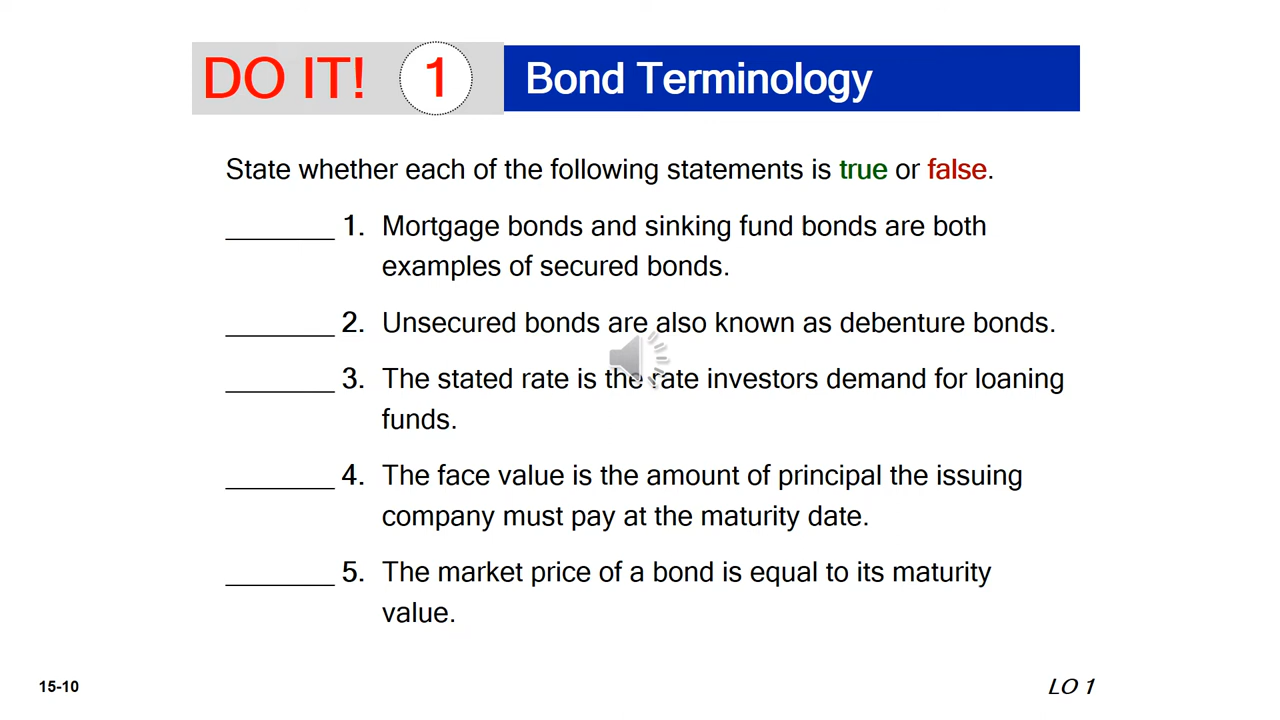 DO IT! 1 Bond Terminology
State whether each of the following statements is true or false.
________ 1. Mortgage bonds and sinking fund bonds are both
examples of secured bonds.
________ 2. Unsecured bonds are also known as debenture bonds.
________ 3. The stated rate is the rate investors demand for loaning
funds.
________ 4. The face value is the amount of principal the issuing
company must pay at the maturity date.
________ 5. The market price of a bond is equal to its maturity
value.
15-10 LO 1